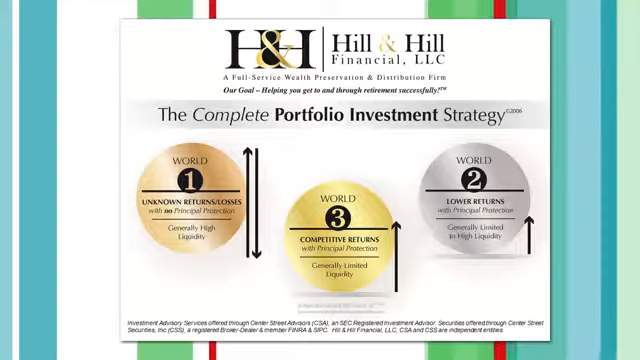 H&H
Hill & Hill
Financial, LLC
A Full-Service Wealth Preservation & Distribution Firm
Our Goal – Helping you get to and through retirement successfully!™
The Complete Portfolio Investment Strategy©2006
WORLD
1
UNKNOWN RETURNS/LOSSES
with no Principal Protection
Generally High
Liquidity
WORLD
3
COMPETITIVE RETURNS
with Principal Protection
Generally Limited
Liquidity
WORLD
2
LOWER RETURNS
with Principal Protection
Generally Limited
to High Liquidity
Investment Advisory Services offered through Center Street Advisors (CSA), an SEC Registered Investment Advisor. Securities offered through Center Street
Securities, Inc (CSS), a registered Broker-Dealer & member FINRA & SIPC. Hill & Hill Financial, LLC, CSA and CSS are independent entities.